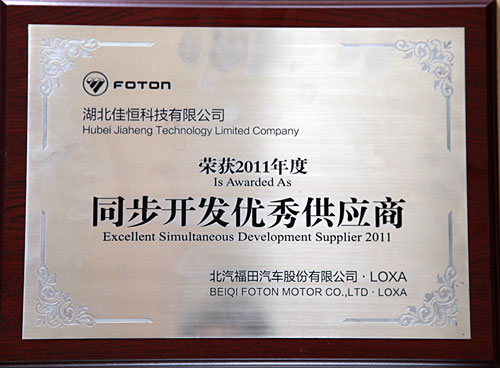 FOTON
湖北佳恒科技有限公司
Hubei Jiaheng Technology Limited Company
荣获2011年度
Is Awarded As
同步开发优秀供应商
Excellent Simultaneous Development Supplier 2011
北汽福田汽车股份有限公司·LOXA
BEIQI FOTON MOTOR CO.,LTD·LOXA